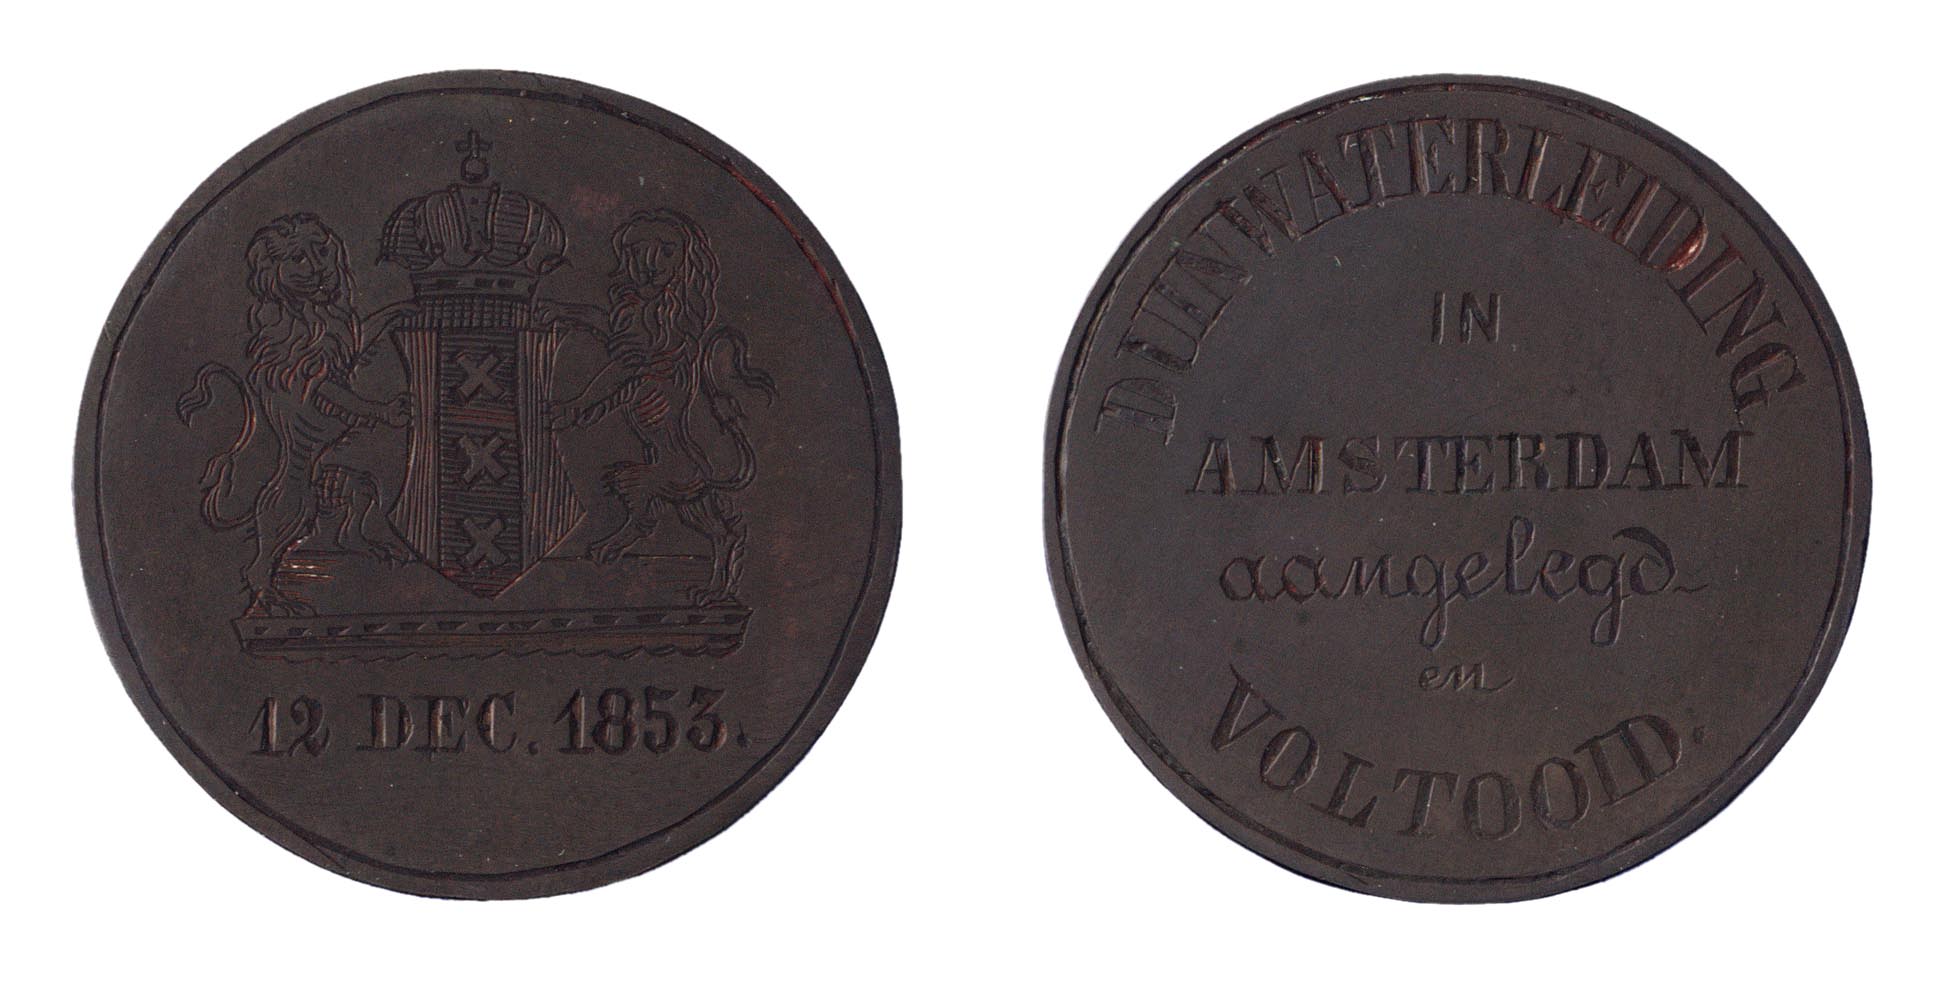 12 DEC. 1853.
DUINWATERLEIDING
IN
AMSTERDAM
aangelegd
en
VOLTOOID.